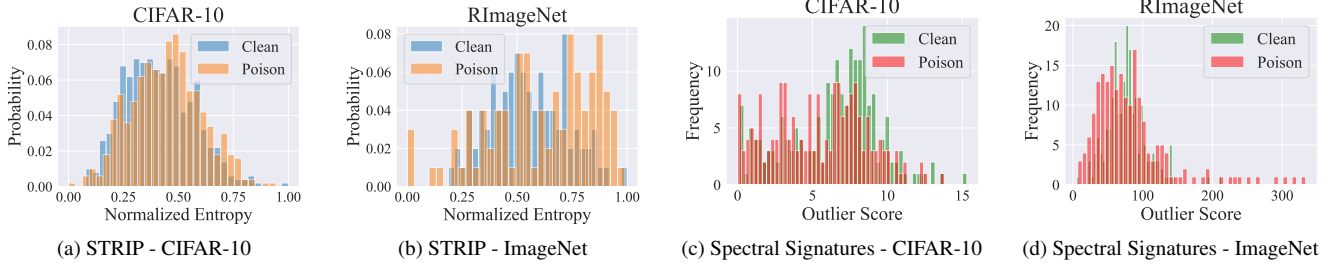 CIFAR-10
Clean
Poison
Probability
0.08
0.06
0.04
0.02
0.00
0.00 0.25 0.50 0.75 1.00
Normalized Entropy
(a) STRIP - CIFAR-10
RImageNet
Clean
Poison
Probability
0.08
0.06
0.04
0.02
0.00
0.00 0.25 0.50 0.75 1.00
Normalized Entropy
(b) STRIP - ImageNet
CIFAR-10
Clean
Poison
Frequency
10
5
0
0 5 10 15
Outlier Score
(c) Spectral Signatures - CIFAR-10
RImageNet
Clean
Poison
Frequency
20
15
10
5
0
0 100 200 300
Outlier Score
(d) Spectral Signatures - ImageNet